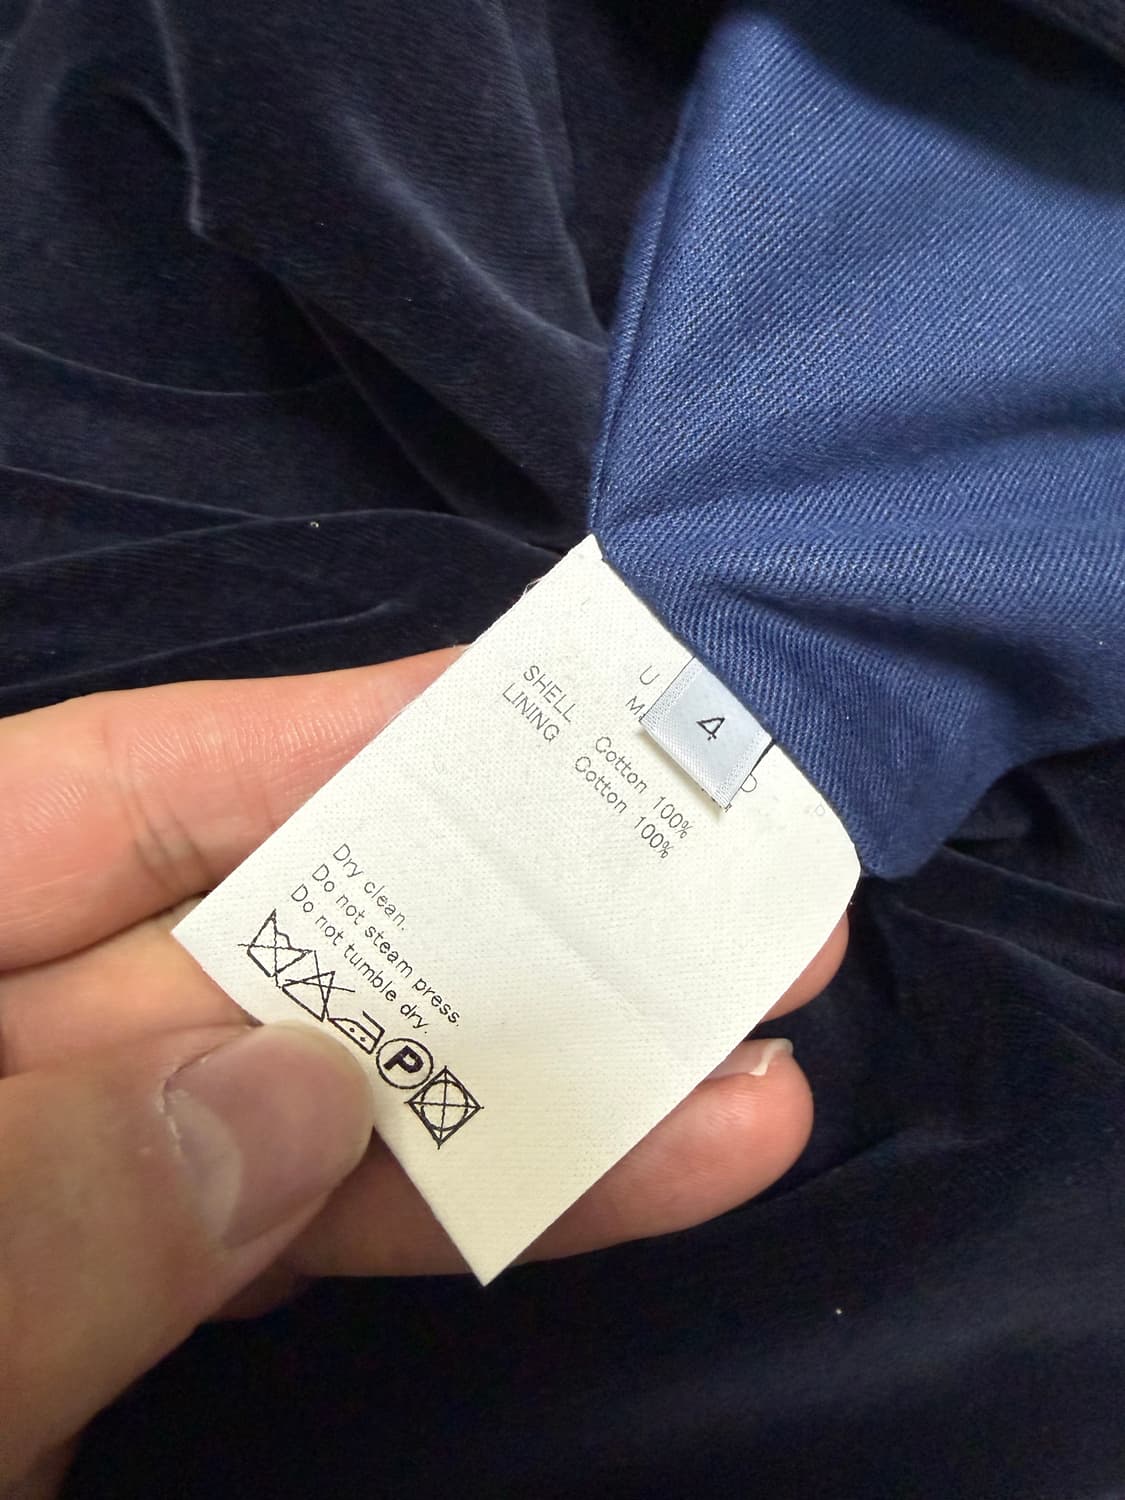 4
SHELL Cotton 100%
LINING Cotton 100%
Dry clean.
Do not steam press.
Do not tumble dry.
P